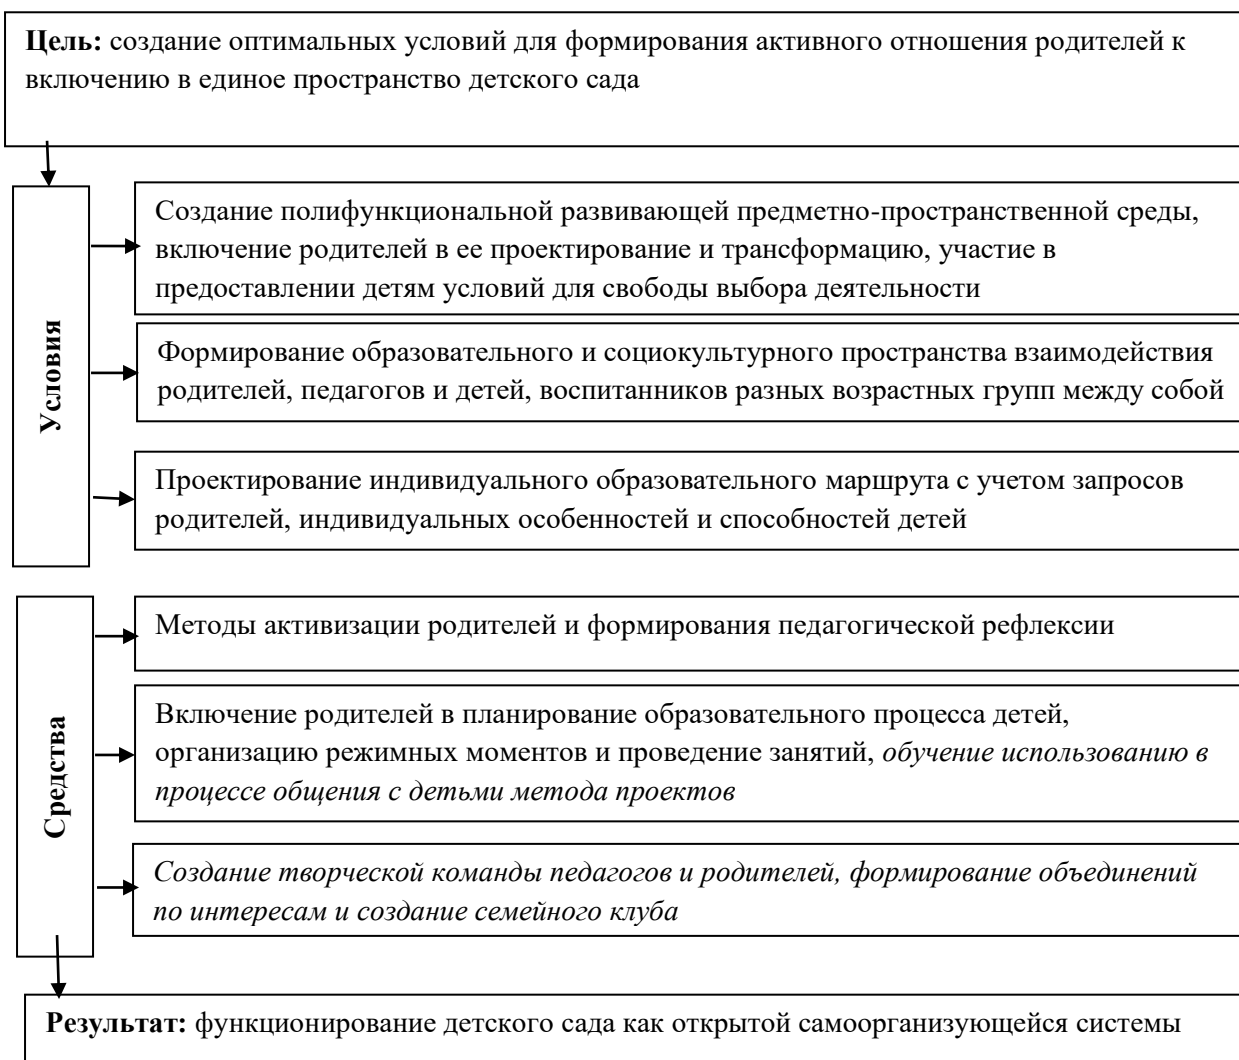 Цель: создание оптимальных условий для формирования активного отношения родителей к
включению в единое пространство детского сада
Условия
Создание полифункциональной развивающей предметно-пространственной среды,
включение родителей в ее проектирование и трансформацию, участие в
предоставлении детям условий для свободы выбора деятельности
Формирование образовательного и социокультурного пространства взаимодействия
родителей, педагогов и детей, воспитанников разных возрастных групп между собой
Проектирование индивидуального образовательного маршрута с учетом запросов
родителей, индивидуальных особенностей и способностей детей
Средства
Методы активизации родителей и формирования педагогической рефлексии
Включение родителей в планирование образовательного процесса детей,
организацию режимных моментов и проведение занятий, обучение использованию в
процессе общения с детьми метода проектов
Создание творческой команды педагогов и родителей, формирование объединений
по интересам и создание семейного клуба
Результат: функционирование детского сада как открытой самоорганизующейся системы